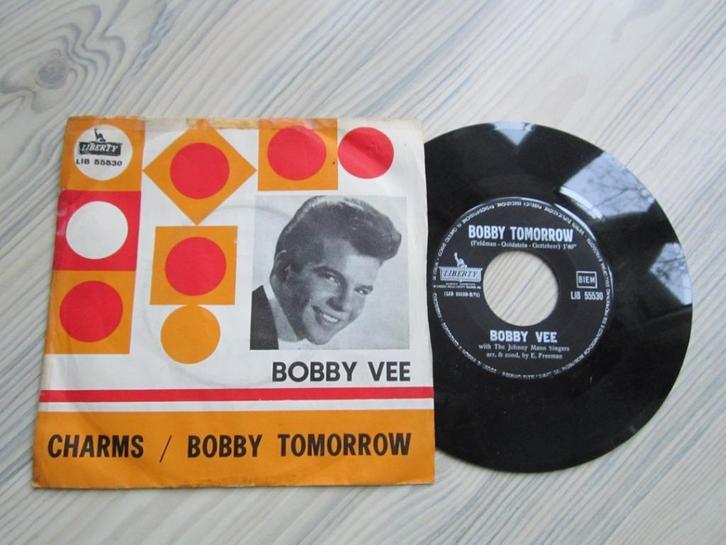 LIBERTY
LIB 55530
BOBBY VEE
CHARMS / BOBBY TOMORROW
BOBBY TOMORROW
(Feldman - Goldstein - Gottehrer)
LIBERTY
BIEM
LIB 55530
BOBBY VEE
with The Johnny Mann Singers
arr. & cond. by E. Freeman